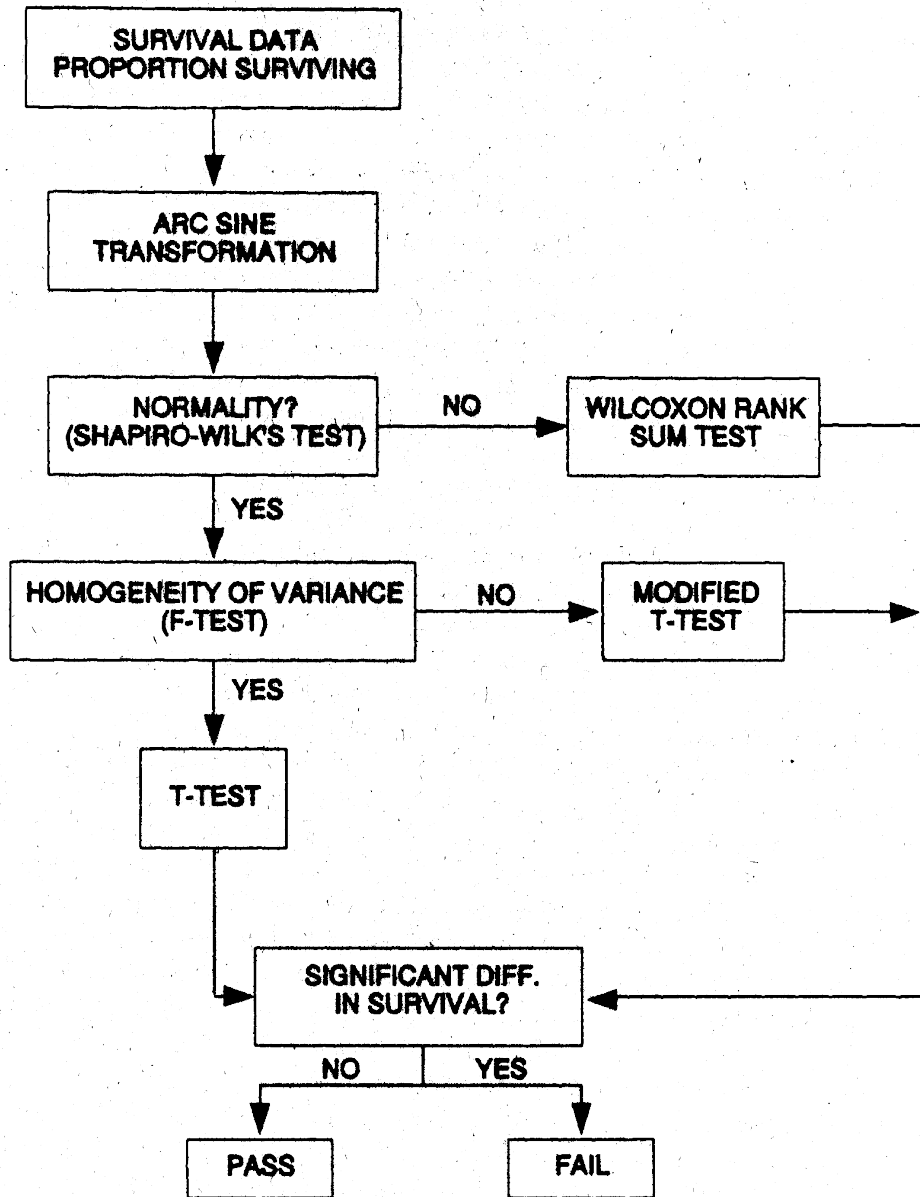 SURVIVAL DATA
PROPORTION SURVIVING
ARC SINE
TRANSFORMATION
NORMALITY?
(SHAPIRO-WILK'S TEST)
NO
WILCOXON RANK
SUM TEST
YES
HOMOGENEITY OF VARIANCE
(F-TEST)
NO
MODIFIED
T-TEST
YES
T-TEST
SIGNIFICANT DIFF.
IN SURVIVAL?
NO
YES
PASS
FAIL